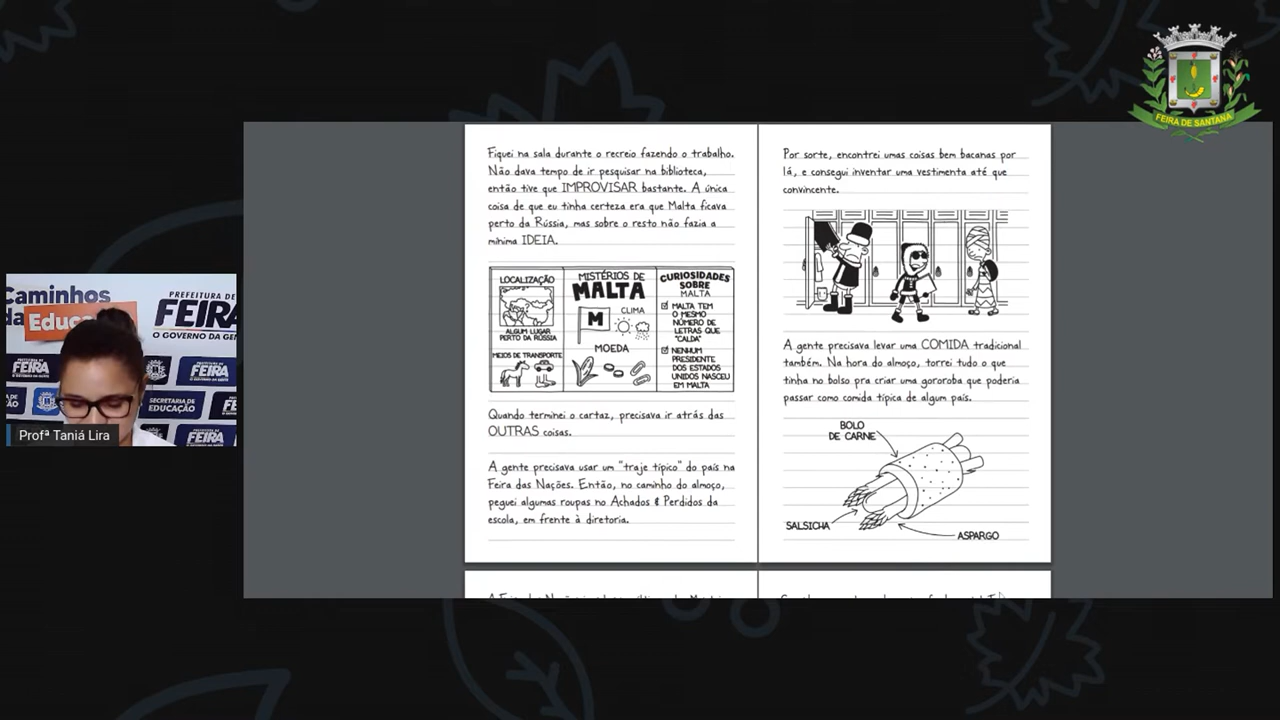 FEIRA DE SANTANA
Fiquei na sala durante o recreio fazendo o trabalho.
Não dava tempo de ir pesquisar na biblioteca,
então tive que IMPROVISAR bastante. A única
coisa de que eu tinha certeza era que Malta ficava
perto da Rússia, mas sobre o resto não fazia a
mínima IDEIA.
LOCALIZAÇÃO
ALGUM LUGAR
PERTO DA RÚSSIA
MEIOS DE TRANSPORTE
MISTÉRIOS DE
MALTA
M
CLIMA
MOEDA
CURIOSIDADES
SOBRE
MALTA
MALTA TEM
O MESMO
NÚMERO DE
LETRAS QUE
"CALDA"
NENHUM
PRESIDENTE
DOS ESTADOS
UNIDOS NASCEU
EM MALTA
Quando terminei o cartaz, precisava ir atrás das
OUTRAS coisas.
A gente precisava usar um "traje típico" do país na
Feira das Nações. Então, no caminho do almoço,
peguei algumas roupas no Achados & Perdidos da
escola, em frente à diretoria.
Por sorte, encontrei umas coisas bem bacanas por
lá, e consegui inventar uma vestimenta até que
convincente.
A gente precisava levar uma COMIDA tradicional
também. Na hora do almoço, torrei tudo o que
tinha no bolso pra criar uma gororoba que poderia
passar como comida típica de algum país.
BOLO
DE CARNE
SALSICHA
ASPARGO
Caminhos
da Educa
PREFEITURA DE
FEIRA
O GOVERNO DA GEN
FEIRA
FEIRA
SECRETARIA DE
EDUCAÇÃO
FEIRA
Profª Taniá Lira